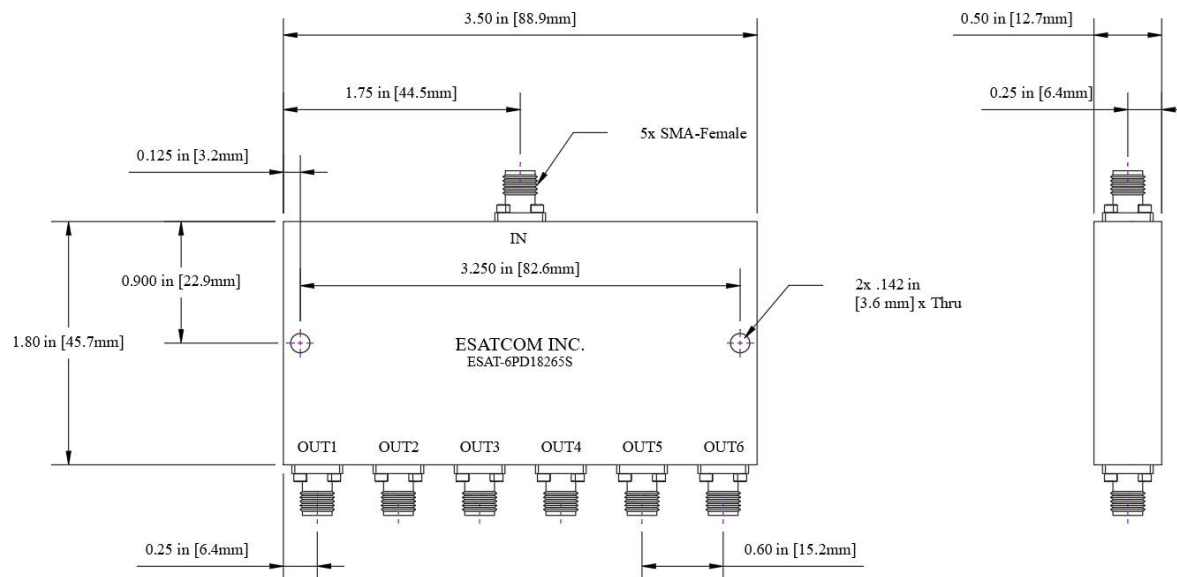 3.50 in [88.9mm]
0.50 in [12.7mm]
1.75 in [44.5mm]
0.25 in [6.4mm]
5x SMA-Female
0.125 in [3.2mm]
IN
3.250 in [82.6mm]
0.900 in [22.9mm]
2x .142 in
[3.6 mm] x Thru
1.80 in [45.7mm]
ESATCOM INC.
ESAT-6PD18265S
OUT1 OUT2 OUT3 OUT4 OUT5 OUT6
0.25 in [6.4mm]
0.60 in [15.2mm]